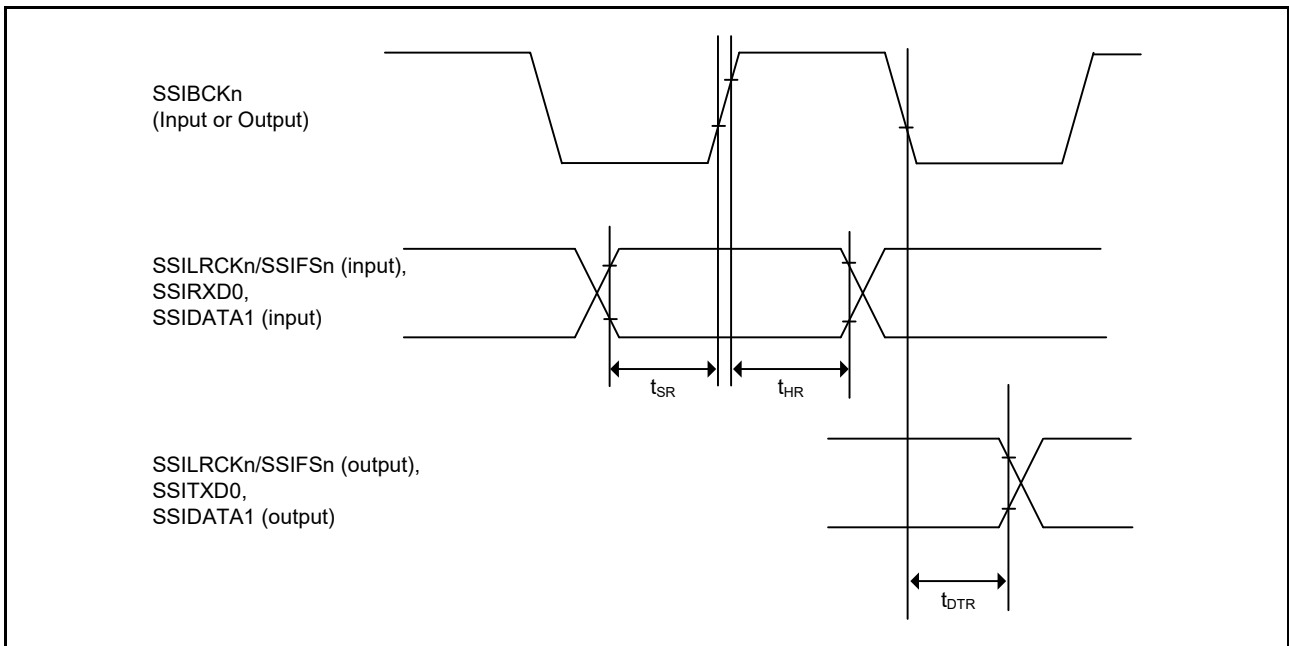 SSIBCKn
(Input or Output)
SSILRCKn/SSIFSn (input),
SSIRXD0,
SSIDATA1 (input)
tSR
tHR
SSILRCKn/SSIFSn (output),
SSITXD0,
SSIDATA1 (output)
tDTR